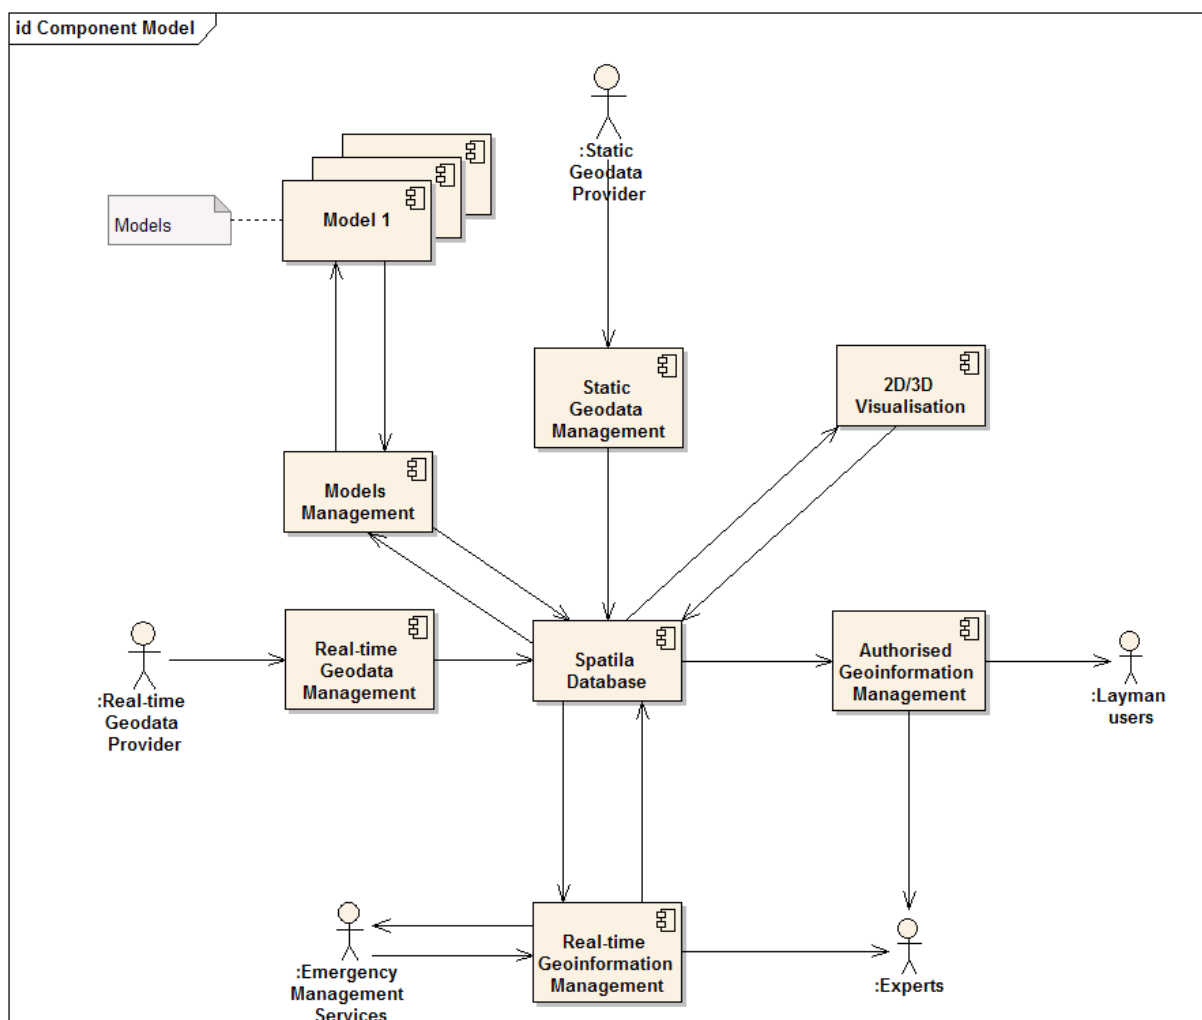 id Component Model
:Static
Geodata
Provider
Model 1
Models
Static
Geodata
Management
2D/3D
Visualisation
Models
Management
Real-time
Geodata
Management
Spatila
Database
Authorised
Geoinformation
Management
:Real-time
Geodata
Provider
:Layman
users
Real-time
Geoinformation
Management
:Emergency
Management
Services
:Experts